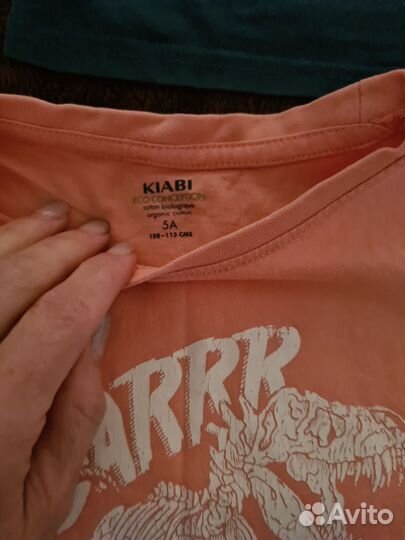 KIABI
ECO CONCEPTION
coton biologique
organic cotton
5A
108-113 CMS
ARRR
Avito